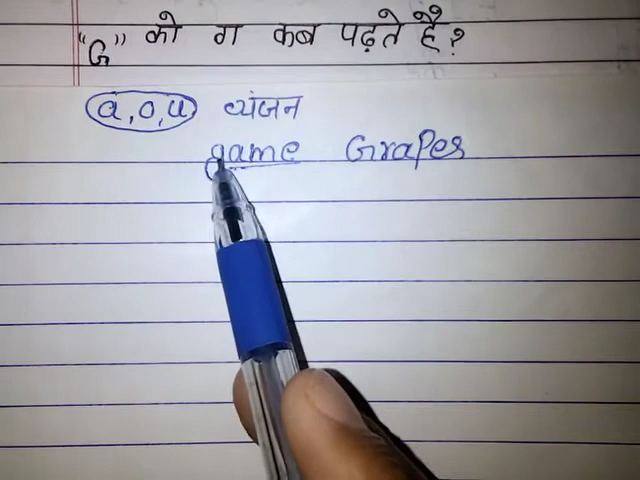 "G" को ग कब पढ़ते है?
a, o, u व्यंजन
game Grapes